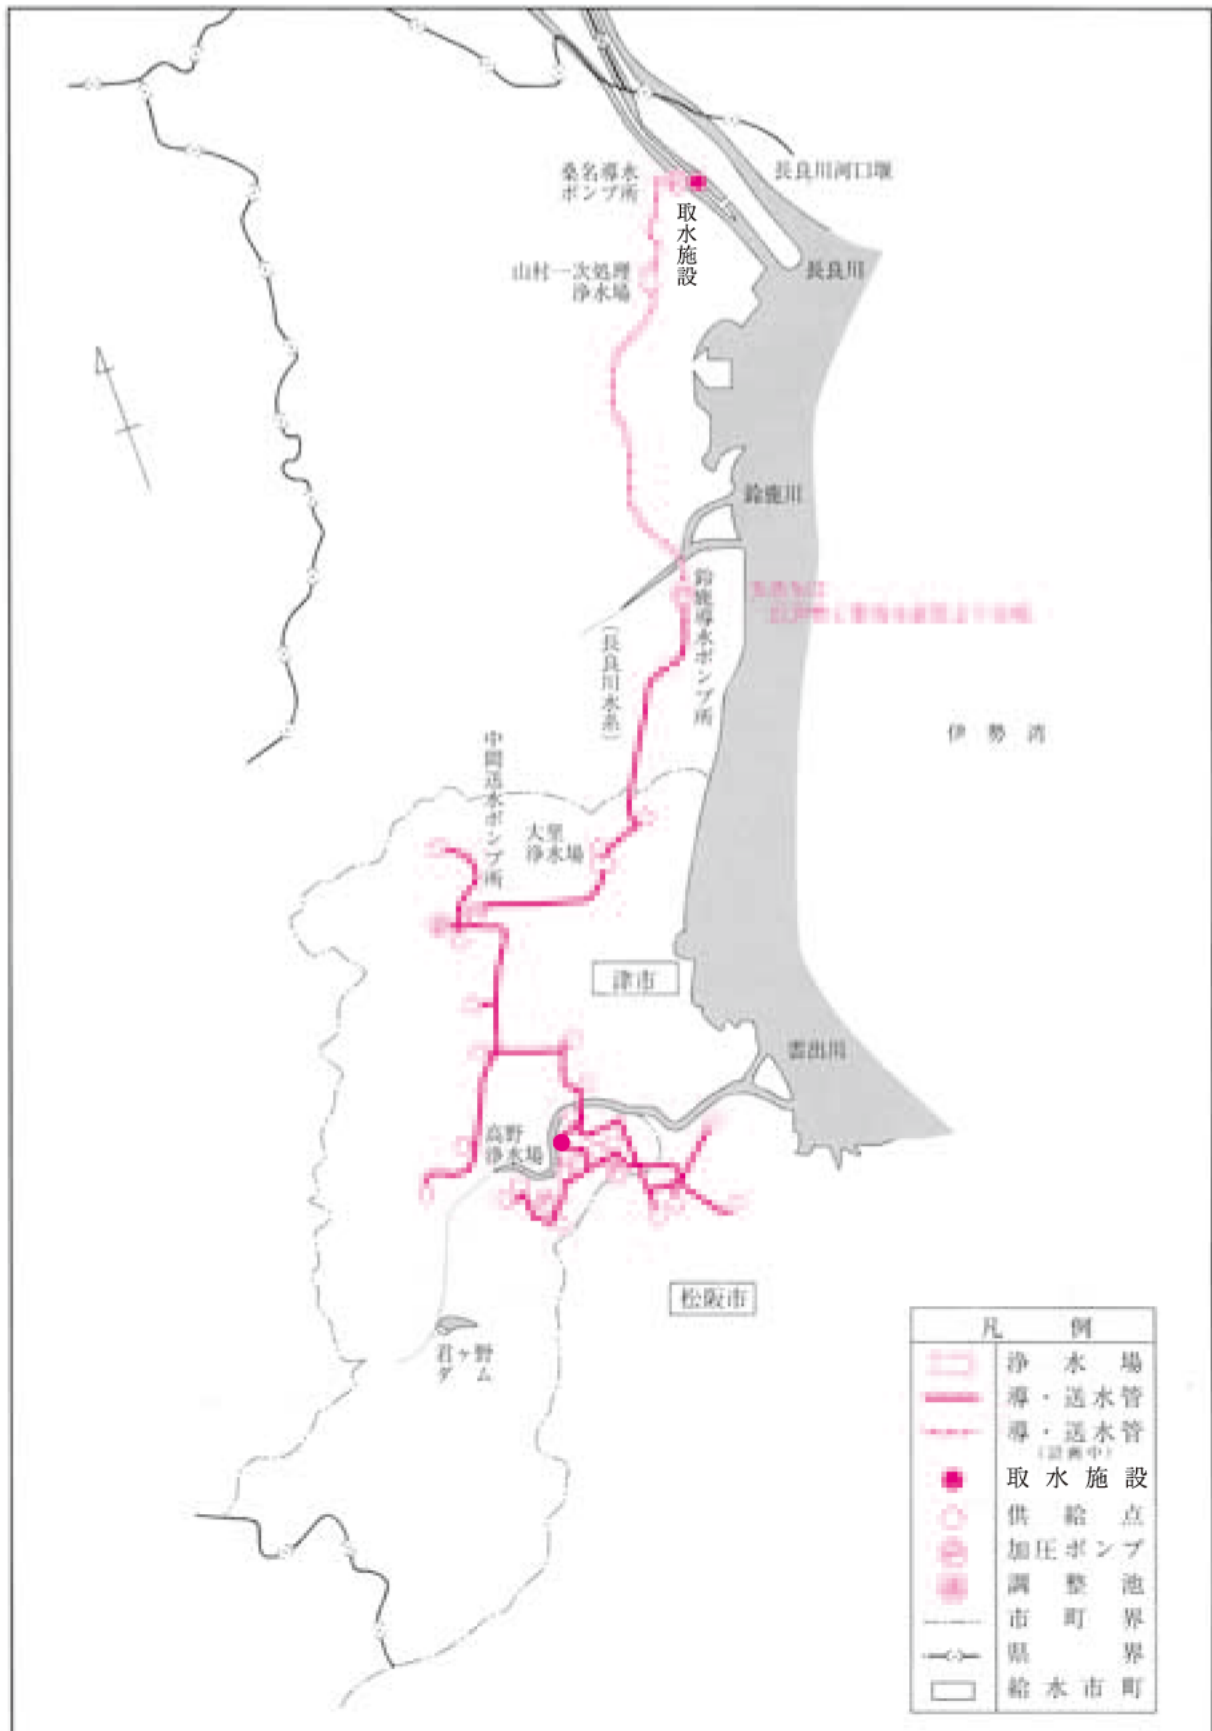 桑名導水
ポンプ所
長良川河口堰
取水施設
山村一次処理
浄水場
長良川
鈴鹿川
鈴鹿導水ポンプ所
(長良川水系)
伊勢湾
中間送水ポンプ所
大里
浄水場
津市
雲出川
高野
浄水場
松阪市
君ヶ野
ダム
凡例
浄水場
導・送水管
導・送水管
(計画中)
取水施設
供給点
加圧ポンプ
調整池
市町界
県界
給水市町